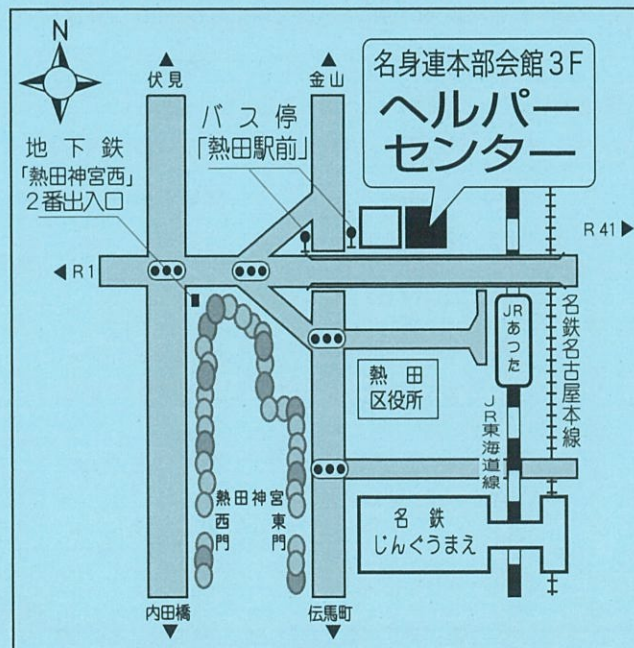 N
伏見
金山
名身連本部会館3F
ヘルパー
センター
バス停
「熱田駅前」
地下鉄
「熱田神宮西」
2番出入口
R 41
R 1
JRあつた
名鉄名古屋本線
熱田
区役所
JR東海道線
熱田神宮
西門
東門
名鉄
じんぐうまえ
内田橋
伝馬町